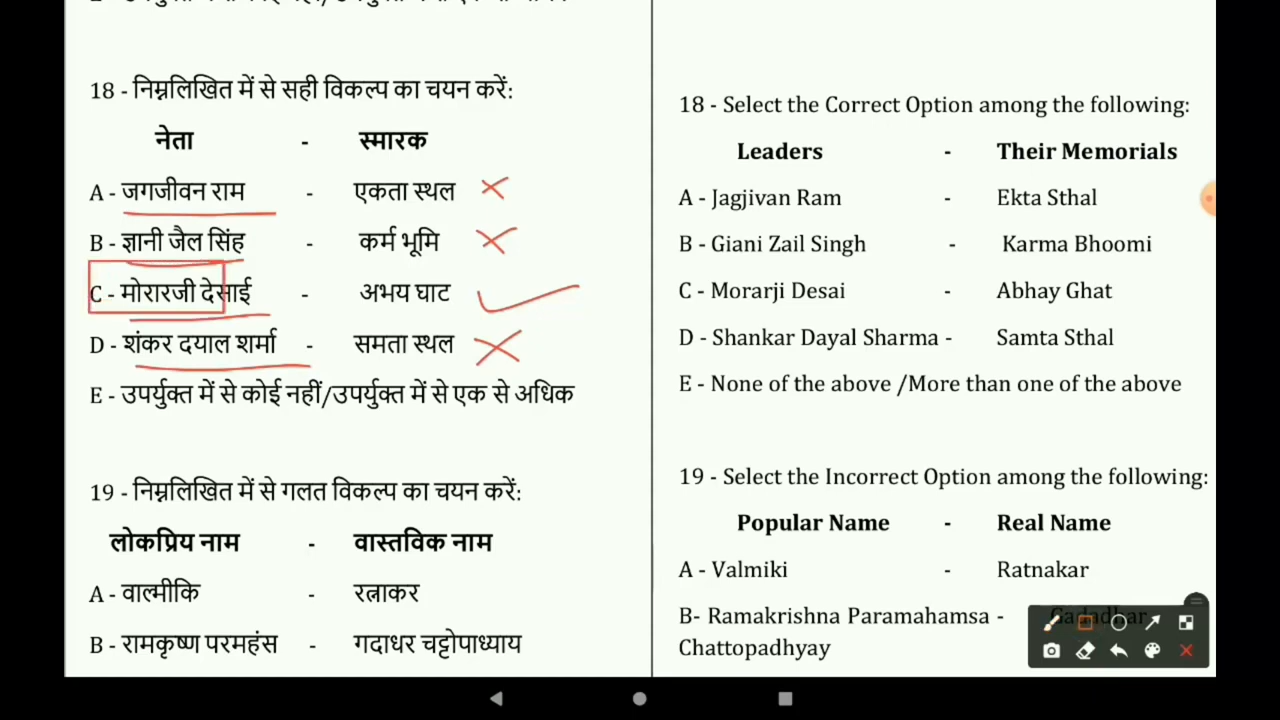 18 - निम्नलिखित में से सही विकल्प का चयन करें:
नेता - स्मारक
A - जगजीवन राम - एकता स्थल
B - ज्ञानी जैल सिंह - कर्म भूमि
C - मोरारजी देसाई - अभय घाट
D - शंकर दयाल शर्मा - समता स्थल
E - उपर्युक्त में से कोई नहीं/उपर्युक्त में से एक से अधिक
19 - निम्नलिखित में से गलत विकल्प का चयन करें:
लोकप्रिय नाम - वास्तविक नाम
A - वाल्मीकि - रत्नाकर
B - रामकृष्ण परमहंस - गदाधर चट्टोपाध्याय
18 - Select the Correct Option among the following:
Leaders - Their Memorials
A - Jagjivan Ram - Ekta Sthal
B - Giani Zail Singh - Karma Bhoomi
C - Morarji Desai - Abhay Ghat
D - Shankar Dayal Sharma - Samta Sthal
E - None of the above /More than one of the above
19 - Select the Incorrect Option among the following:
Popular Name - Real Name
A - Valmiki - Ratnakar
B- Ramakrishna Paramahamsa - Gadadhar
Chattopadhyay